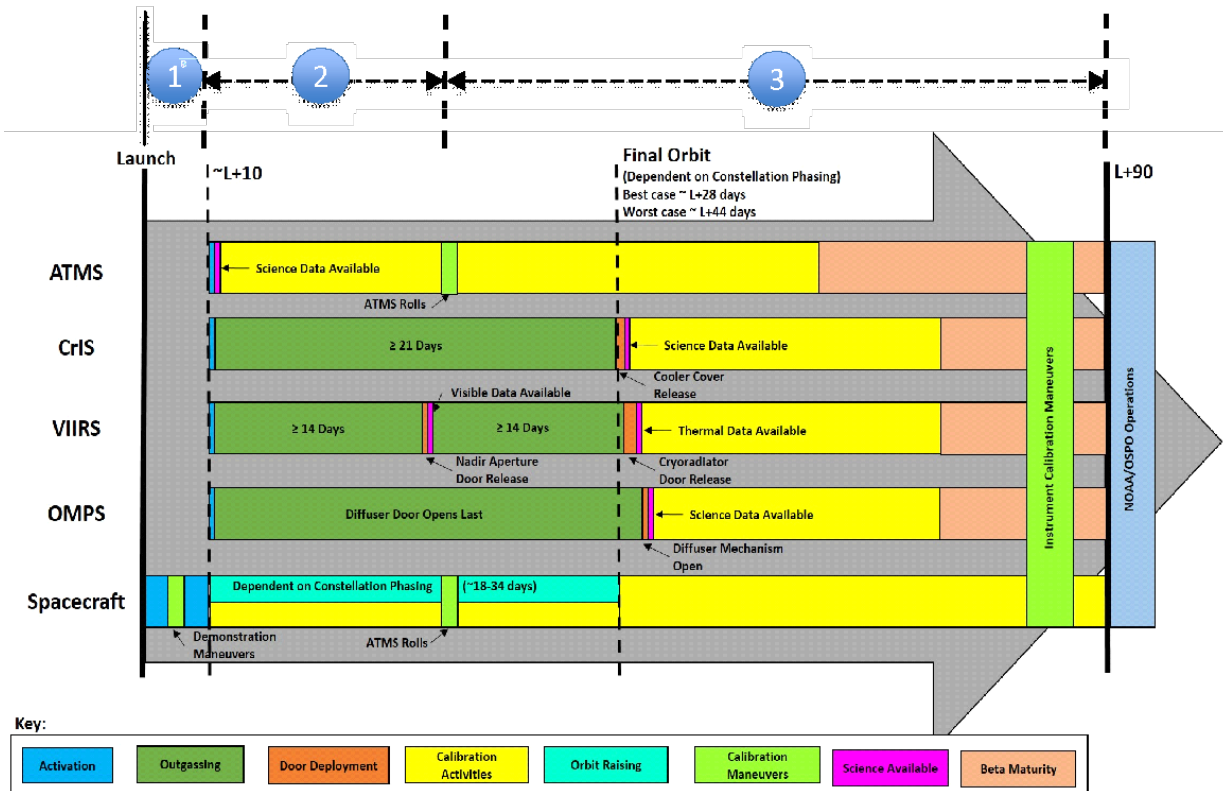 1
2
3
Launch
~L+10
Final Orbit
(Dependent on Constellation Phasing)
Best case ~ L+28 days
Worst case ~ L+44 days
L+90
ATMS
Science Data Available
ATMS Rolls
CrIS
≥ 21 Days
Science Data Available
Cooler Cover
Release
Visible Data Available
VIIRS
≥ 14 Days
≥ 14 Days
Thermal Data Available
Nadir Aperture
Door Release
Cryoradiator
Door Release
OMPS
Diffuser Door Opens Last
Science Data Available
Diffuser Mechanism
Open
Spacecraft
Dependent on Constellation Phasing
(~18-34 days)
Demonstration
Maneuvers
ATMS Rolls
Instrument Calibration Maneuvers
NOAA/OSPO Operations
Key:
Activation
Outgassing
Door Deployment
Calibration
Activities
Orbit Raising
Calibration
Maneuvers
Science Available
Beta Maturity